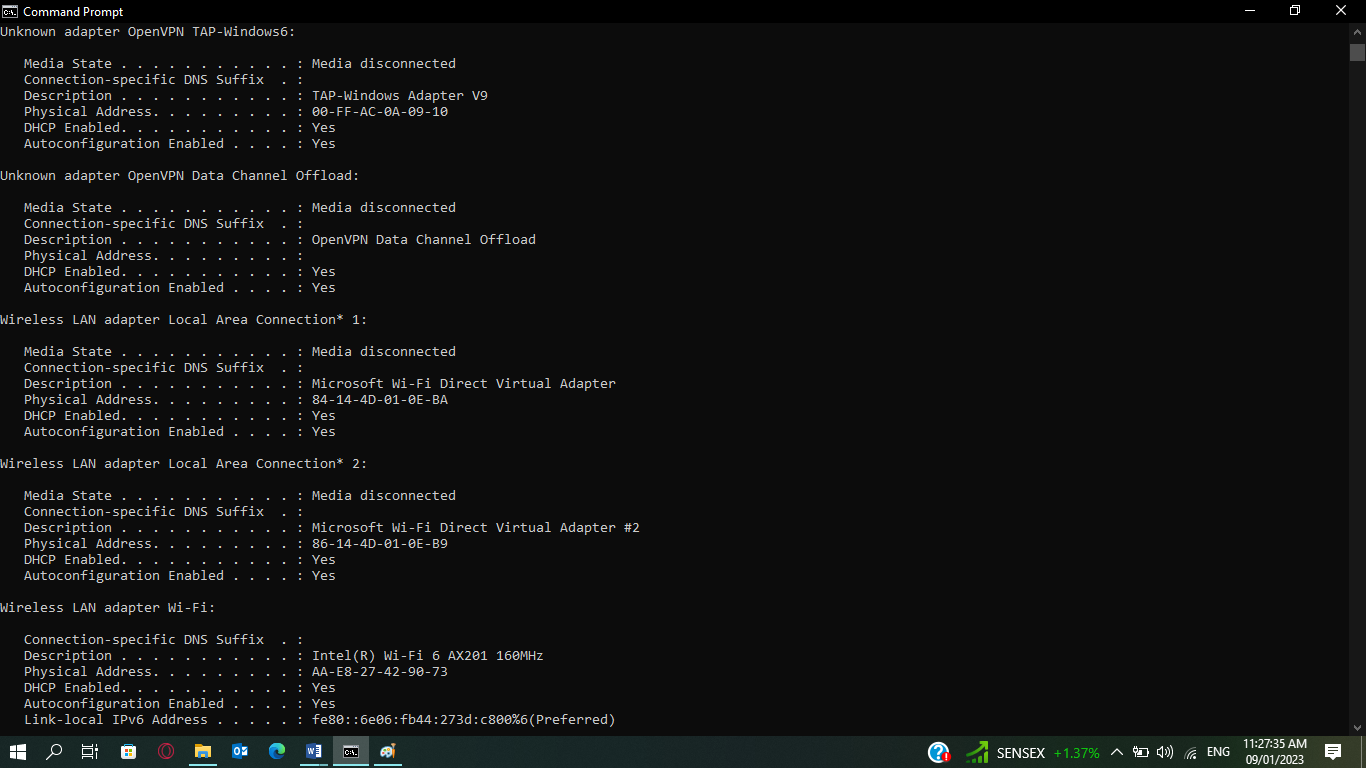 Command Prompt
Unknown adapter OpenVPN TAP-Windows6:
Media State . . . . . . . . . . . : Media disconnected
Connection-specific DNS Suffix  . :
Description . . . . . . . . . . . : TAP-Windows Adapter V9
Physical Address. . . . . . . . . : 00-FF-AC-0A-09-10
DHCP Enabled. . . . . . . . . . . : Yes
Autoconfiguration Enabled . . . . : Yes
Unknown adapter OpenVPN Data Channel Offload:
Media State . . . . . . . . . . . : Media disconnected
Connection-specific DNS Suffix  . :
Description . . . . . . . . . . . : OpenVPN Data Channel Offload
Physical Address. . . . . . . . . :
DHCP Enabled. . . . . . . . . . . : Yes
Autoconfiguration Enabled . . . . : Yes
Wireless LAN adapter Local Area Connection* 1:
Media State . . . . . . . . . . . : Media disconnected
Connection-specific DNS Suffix  . :
Description . . . . . . . . . . . : Microsoft Wi-Fi Direct Virtual Adapter
Physical Address. . . . . . . . . : 84-14-4D-01-0E-BA
DHCP Enabled. . . . . . . . . . . : Yes
Autoconfiguration Enabled . . . . : Yes
Wireless LAN adapter Local Area Connection* 2:
Media State . . . . . . . . . . . : Media disconnected
Connection-specific DNS Suffix  . :
Description . . . . . . . . . . . : Microsoft Wi-Fi Direct Virtual Adapter #2
Physical Address. . . . . . . . . : 86-14-4D-01-0E-B9
DHCP Enabled. . . . . . . . . . . : Yes
Autoconfiguration Enabled . . . . : Yes
Wireless LAN adapter Wi-Fi:
Connection-specific DNS Suffix  . :
Description . . . . . . . . . . . : Intel(R) Wi-Fi 6 AX201 160MHz
Physical Address. . . . . . . . . : AA-E8-27-42-90-73
DHCP Enabled. . . . . . . . . . . : Yes
Autoconfiguration Enabled . . . . : Yes
Link-local IPv6 Address . . . . . : fe80::6e06:fb44:273d:c800%6(Preferred)
SENSEX +1.37% ENG 11:27:35 AM
09/01/2023